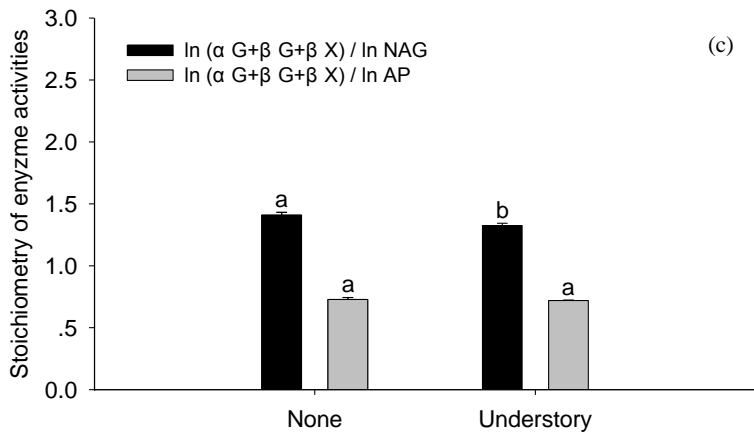 Stoichiometry of enyzme activities
3.0
2.5
2.0
1.5
1.0
.5
0.0
ln (α G+β G+β X) / ln NAG
ln (α G+β G+β X) / ln AP
(c)
a
a
b
a
None
Understory